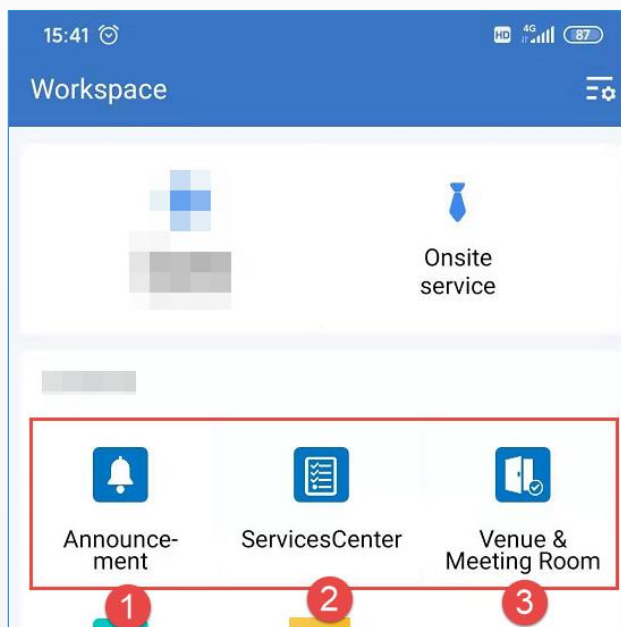 15:41
HD 4G 87
Workspace
Onsite
service
Announce-
ment
ServicesCenter
Venue &
Meeting Room
1
2
3